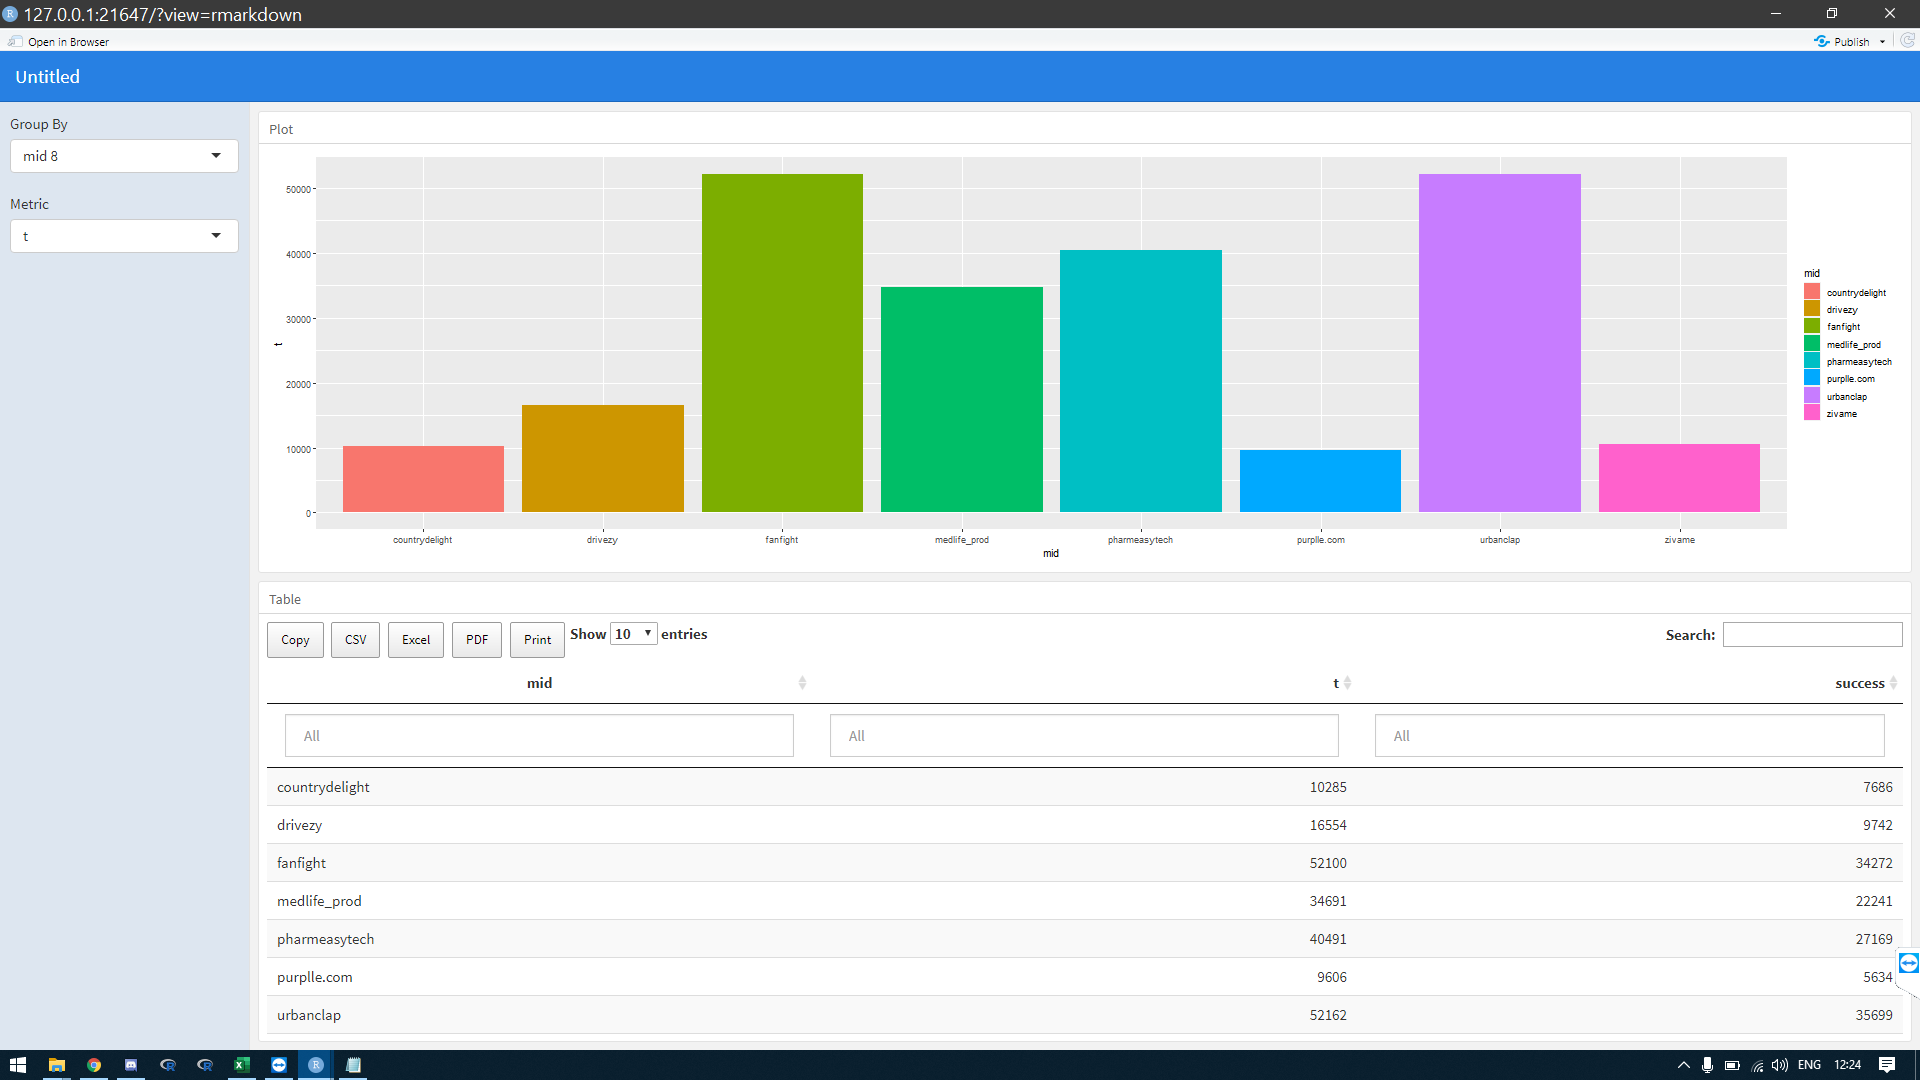 127.0.0.1:21647/?view=rmarkdown
Open in Browser
Publish
Untitled
Group By
mid 8
Metric
t
Plot
50000
40000
30000
20000
10000
0
t
countrydelight drivezy fanfight medlife_prod pharmeasytech purplle.com urbanclap zivame
mid
mid
countrydelight
drivezy
fanfight
medlife_prod
pharmeasytech
purplle.com
urbanclap
zivame
Table
Copy CSV Excel PDF Print Show 10 entries Search:
mid t success
All All All
countrydelight 10285 7686
drivezy 16554 9742
fanfight 52100 34272
medlife_prod 34691 22241
pharmeasytech 40491 27169
purplle.com 9606 5634
urbanclap 52162 35699
ENG 12:24